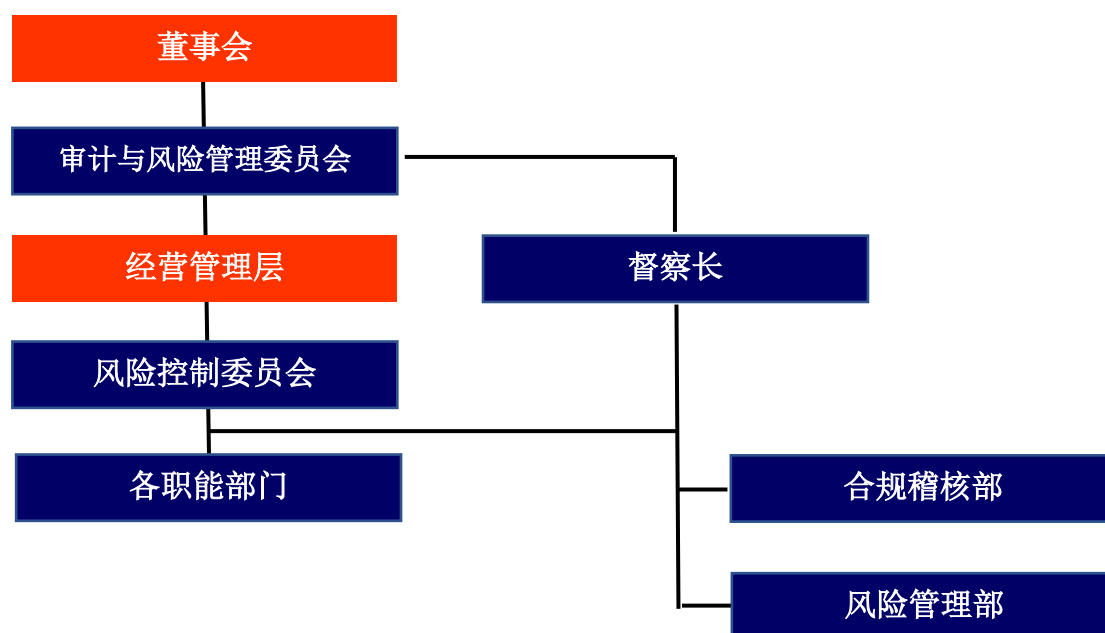 董事会
审计与风险管理委员会
经营管理层
督察长
风险控制委员会
各职能部门
合规稽核部
风险管理部